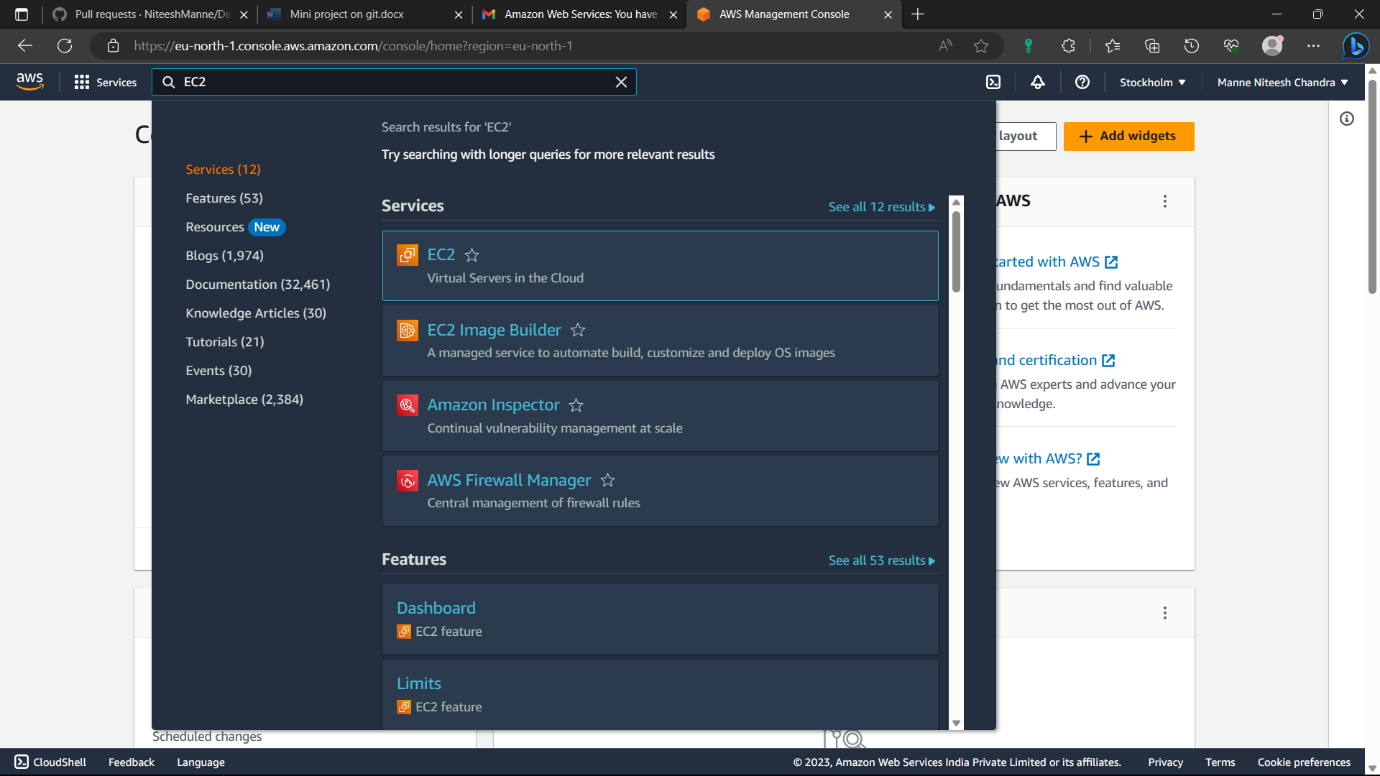 Pull requests · NiteeshManne/De
Mini project on git.docx
Amazon Web Services: You have
AWS Management Console
https://eu-north-1.console.aws.amazon.com/console/home?region=eu-north-1
aws
Services
EC2
Stockholm
Manne Niteesh Chandra
C
layout
Add widgets
Search results for 'EC2'
Try searching with longer queries for more relevant results
Services (12)
Features (53)
Resources New
Blogs (1,974)
Documentation (32,461)
Knowledge Articles (30)
Tutorials (21)
Events (30)
Marketplace (2,384)
Services
See all 12 results
EC2
Virtual Servers in the Cloud
EC2 Image Builder
A managed service to automate build, customize and deploy OS images
Amazon Inspector
Continual vulnerability management at scale
AWS Firewall Manager
Central management of firewall rules
Features
See all 53 results
Dashboard
EC2 feature
Limits
EC2 feature
AWS
tarted with AWS
undamentals and find valuable
n to get the most out of AWS.
nd certification
AWS experts and advance your
nowledge.
ew with AWS?
ew AWS services, features, and
Scheduled changes
CloudShell
Feedback
Language
© 2023, Amazon Web Services India Private Limited or its affiliates.
Privacy
Terms
Cookie preferences